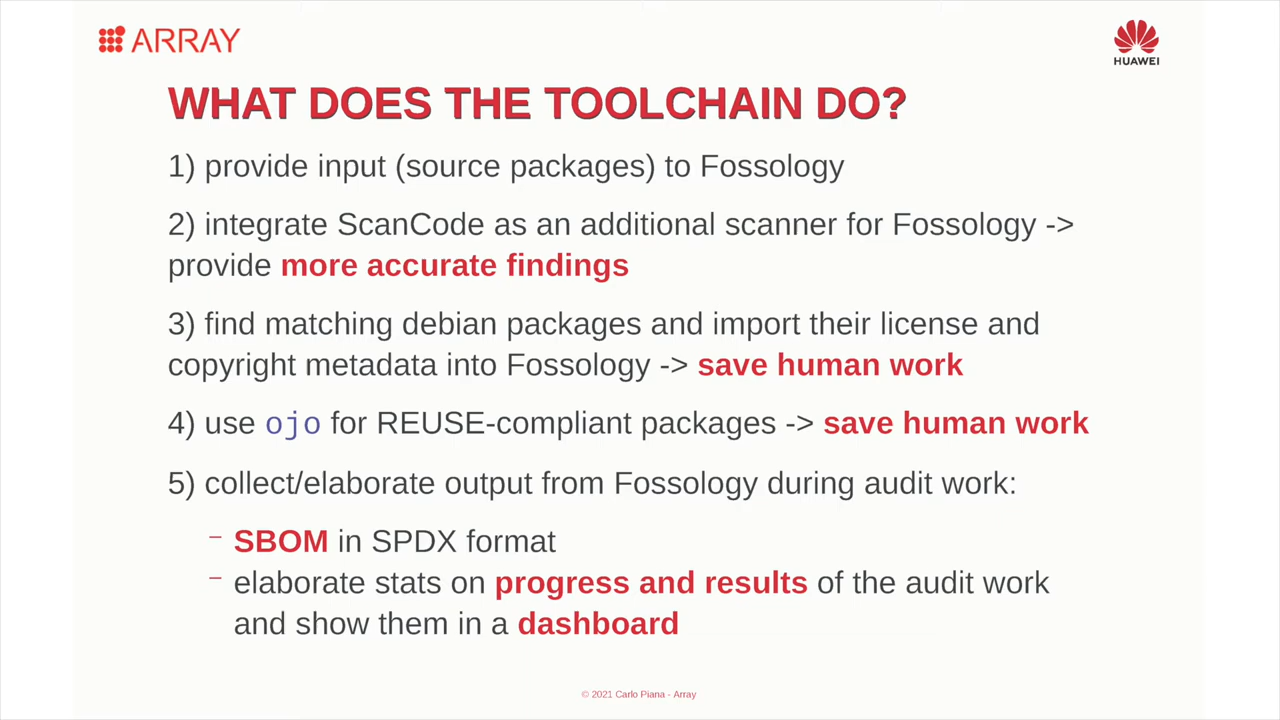 ARRAY
HUAWEI
WHAT DOES THE TOOLCHAIN DO?
1) provide input (source packages) to Fossology
2) integrate ScanCode as an additional scanner for Fossology ->
provide more accurate findings
3) find matching debian packages and import their license and
copyright metadata into Fossology -> save human work
4) use ojo for REUSE-compliant packages -> save human work
5) collect/elaborate output from Fossology during audit work:
– SBOM in SPDX format
– elaborate stats on progress and results of the audit work
and show them in a dashboard
© 2021 Carlo Piana - Array